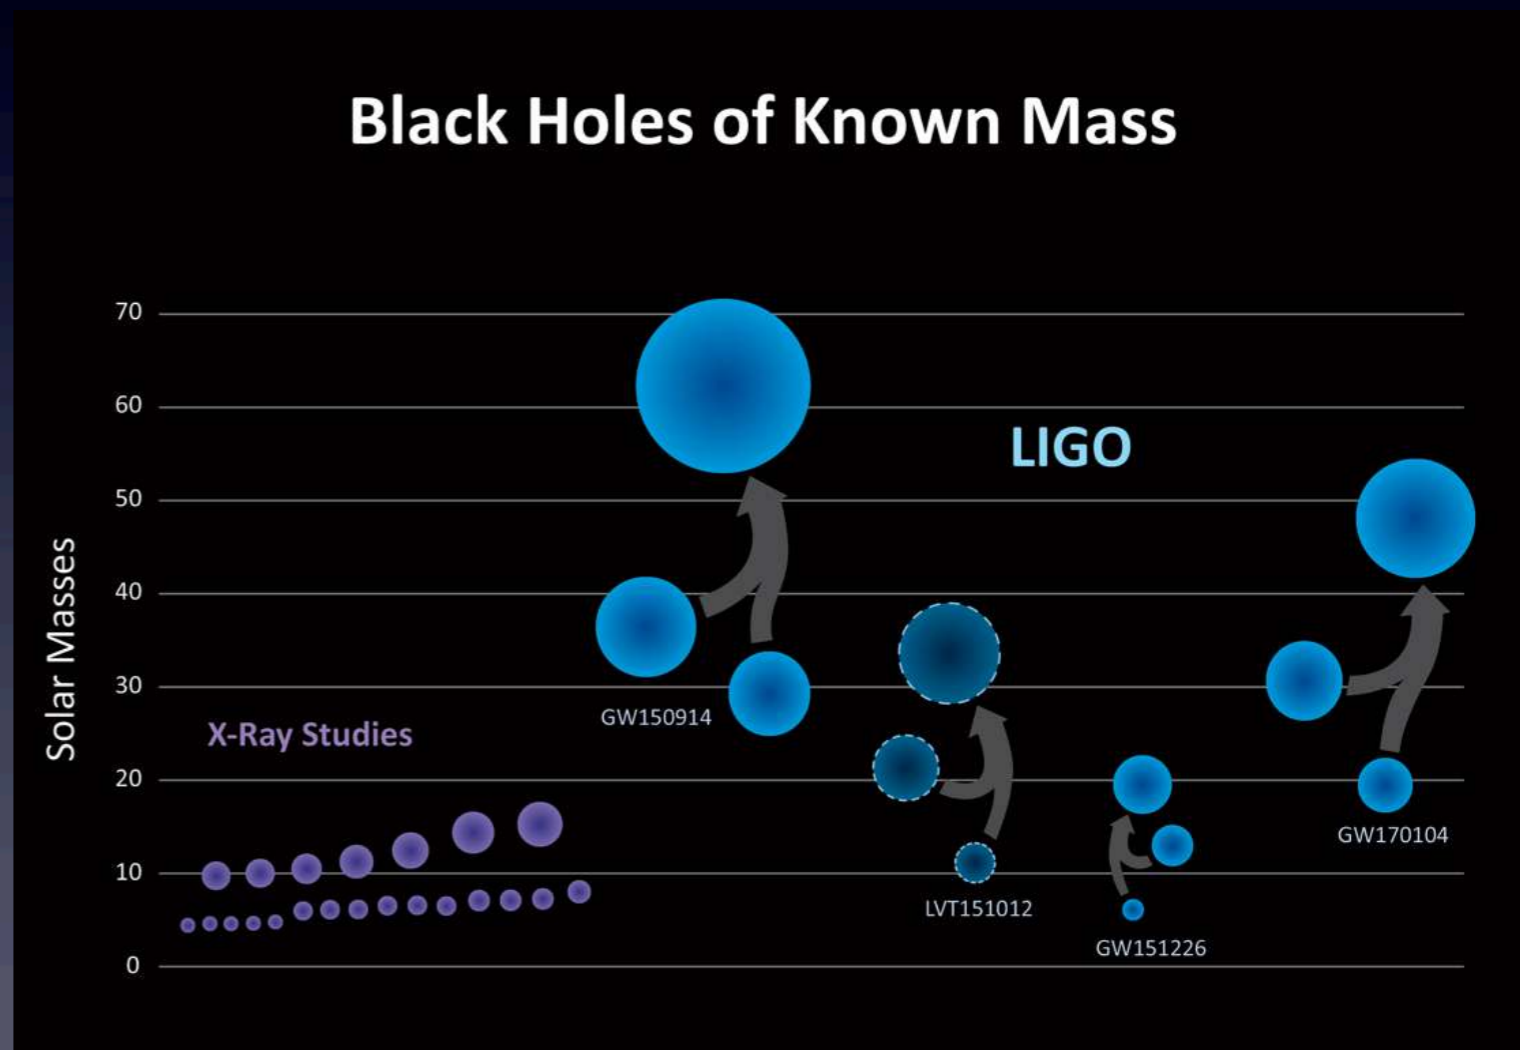 Black Holes of Known Mass
70
60
LIGO
50
40
Solar Masses
30
GW150914
X-Ray Studies
20
GW170104
10
LVT151012
GW151226
0